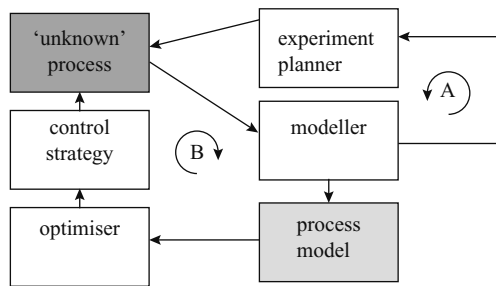 ‘unknown’
process
experiment
planner
A
control
strategy
B
modeller
optimiser
process
model